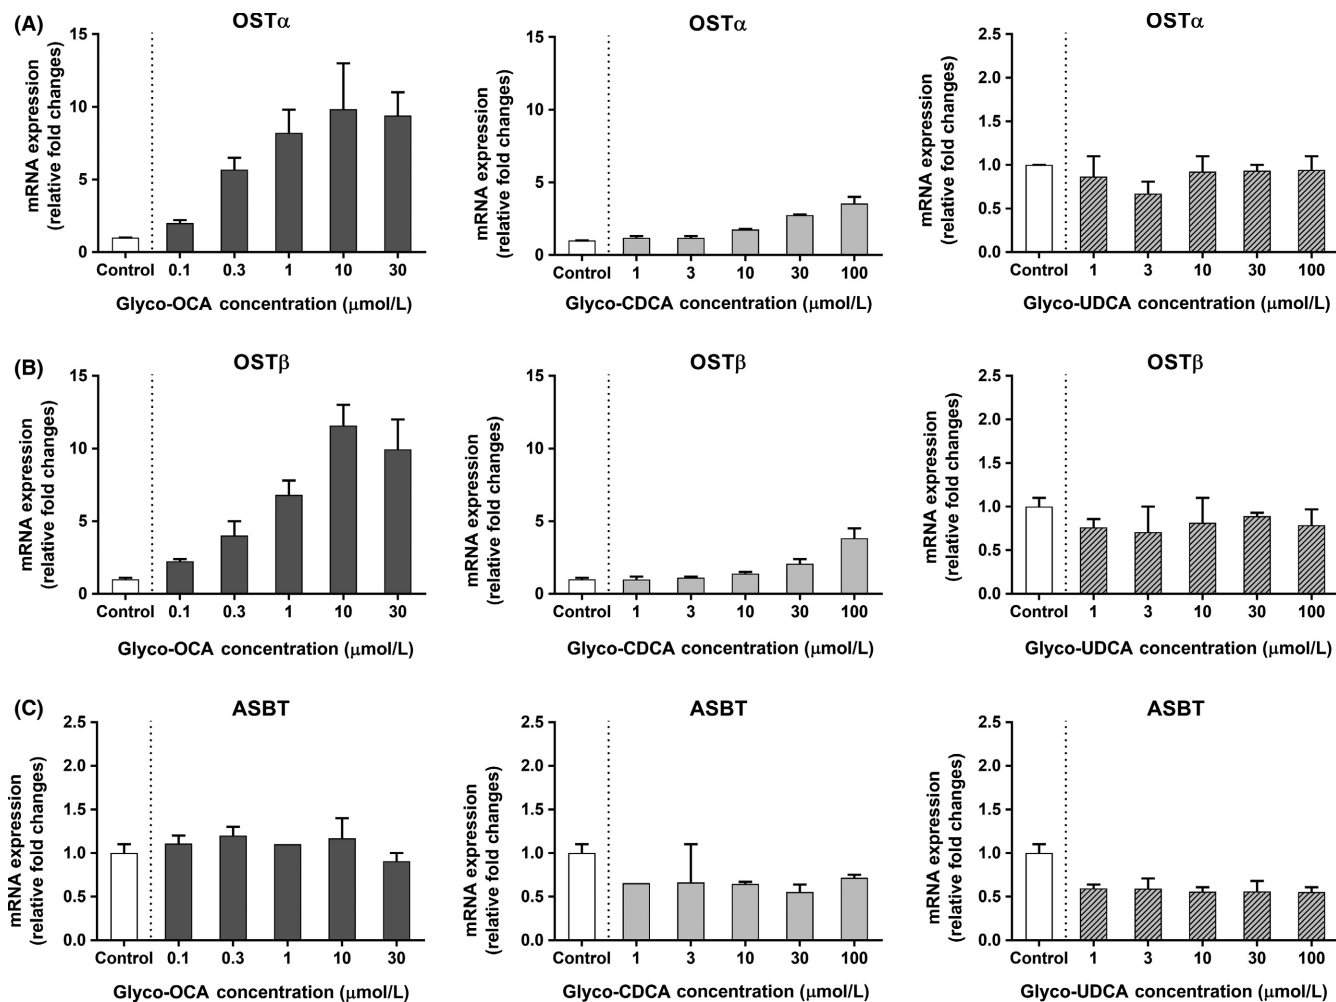 (A)
OSTα
mRNA expression
(relative fold changes)
15
10
5
0
Control 0.1 0.3 1 10 30
Glyco-OCA concentration (μmol/L)
OSTα
mRNA expression
(relative fold changes)
15
10
5
0
Control 1 3 10 30 100
Glyco-CDCA concentration (μmol/L)
OSTα
mRNA expression
(relative fold changes)
2.5
2.0
1.5
1.0
0.5
0.0
Control 1 3 10 30 100
Glyco-UDCA concentration (μmol/L)
(B)
OSTβ
mRNA expression
(relative fold changes)
15
10
5
0
Control 0.1 0.3 1 10 30
Glyco-OCA concentration (μmol/L)
OSTβ
mRNA expression
(relative fold changes)
15
10
5
0
Control 1 3 10 30 100
Glyco-CDCA concentration (μmol/L)
OSTβ
mRNA expression
(relative fold changes)
2.5
2.0
1.5
1.0
0.5
0.0
Control 1 3 10 30 100
Glyco-UDCA concentration (μmol/L)
(C)
ASBT
mRNA expression
(relative fold changes)
2.5
2.0
1.5
1.0
0.5
0.0
Control 0.1 0.3 1 10 30
Glyco-OCA concentration (μmol/L)
ASBT
mRNA expression
(relative fold changes)
2.5
2.0
1.5
1.0
0.5
0.0
Control 1 3 10 30 100
Glyco-CDCA concentration (μmol/L)
ASBT
mRNA expression
(relative fold changes)
2.5
2.0
1.5
1.0
0.5
0.0
Control 1 3 10 30 100
Glyco-UDCA concentration (μmol/L)